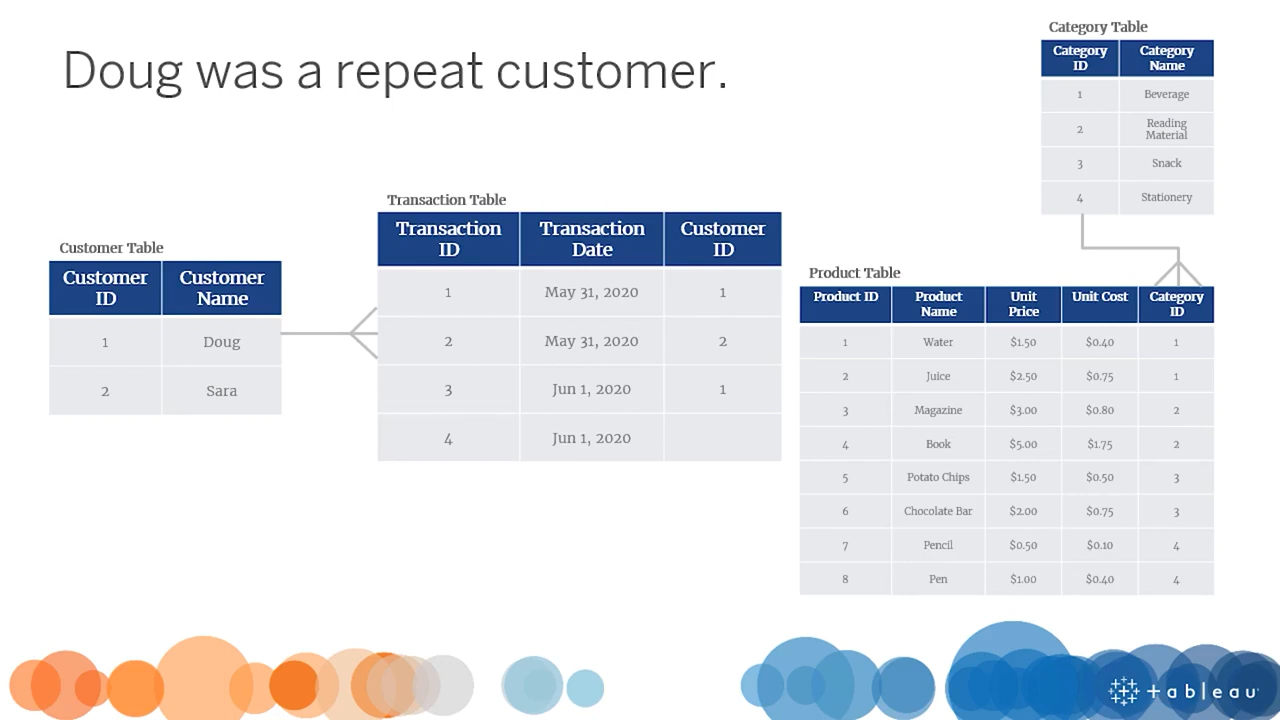 Doug was a repeat customer.
Category Table
Category ID Category Name
1 Beverage
2 Reading Material
3 Snack
4 Stationery
Customer Table
Customer ID Customer Name
1 Doug
2 Sara
Transaction Table
Transaction ID Transaction Date Customer ID
1 May 31, 2020 1
2 May 31, 2020 2
3 Jun 1, 2020 1
4 Jun 1, 2020
Product Table
Product ID Product Name Unit Price Unit Cost Category ID
1 Water $1.50 $0.40 1
2 Juice $2.50 $0.75 1
3 Magazine $3.00 $0.80 2
4 Book $5.00 $1.75 2
5 Potato Chips $1.50 $0.50 3
6 Chocolate Bar $2.00 $0.75 3
7 Pencil $0.50 $0.10 4
8 Pen $1.00 $0.40 4
tableau